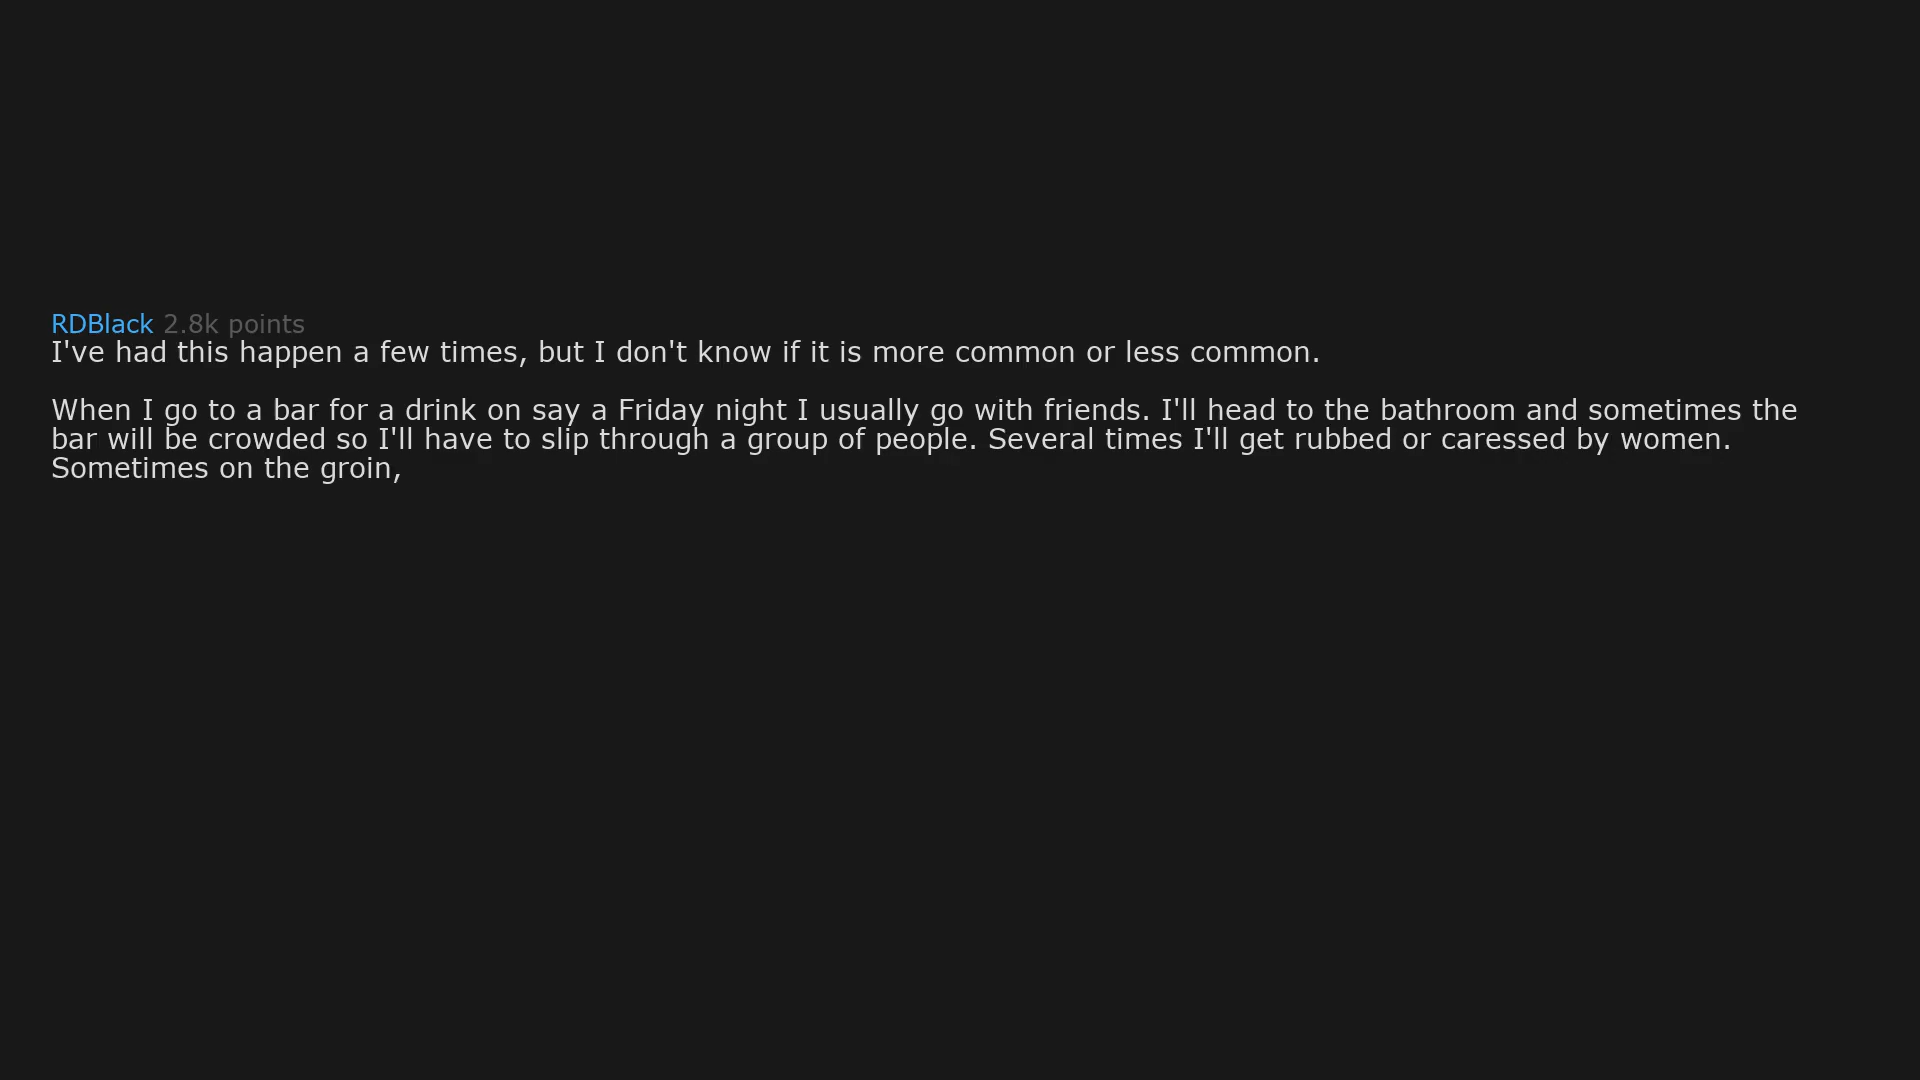 RDBlack 2.8k points
I've had this happen a few times, but I don't know if it is more common or less common.
When I go to a bar for a drink on say a Friday night I usually go with friends. I'll head to the bathroom and sometimes the
bar will be crowded so I'll have to slip through a group of people. Several times I'll get rubbed or caressed by women.
Sometimes on the groin,